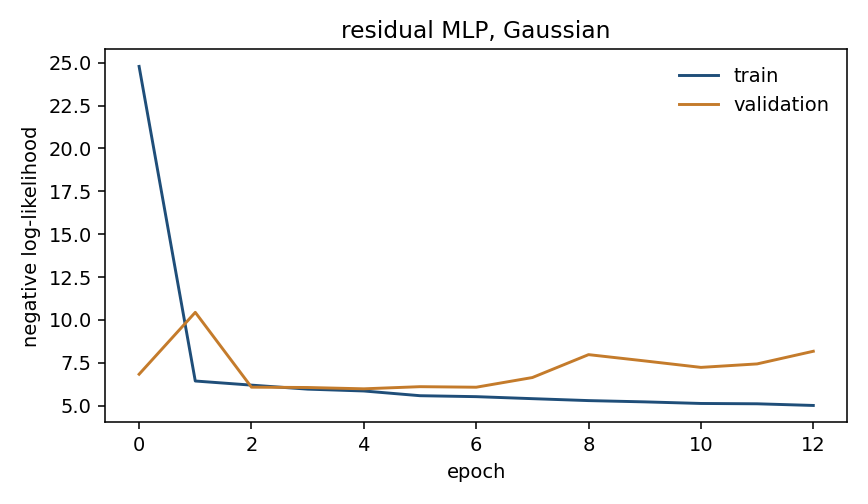 residual MLP, Gaussian
train
validation
negative log-likelihood
25.0
22.5
20.0
17.5
15.0
12.5
10.0
7.5
5.0
0 2 4 6 8 10 12
epoch